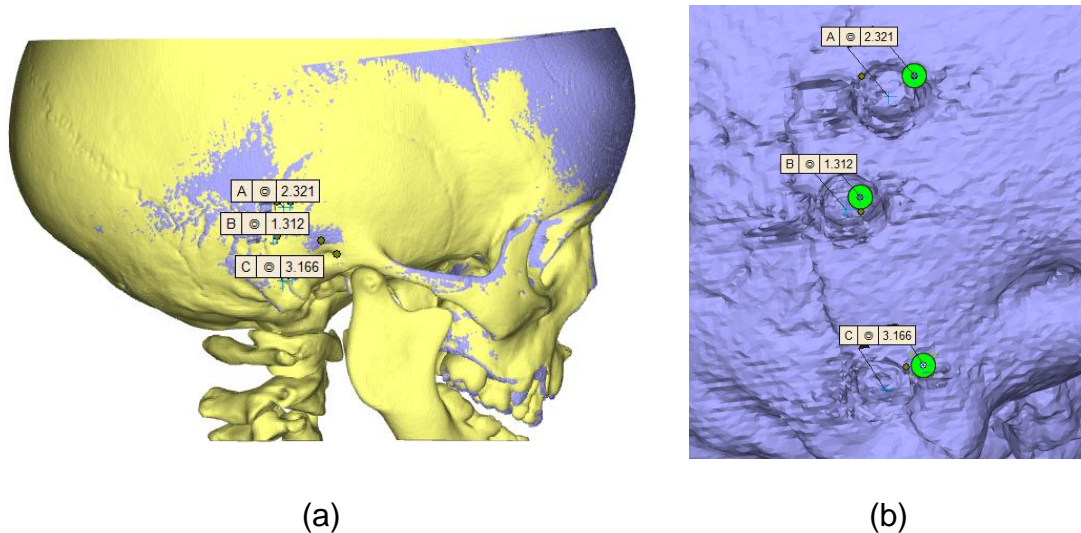 A ◎ 2.321
B ◎ 1.312
C ◎ 3.166
A ◎ 2.321
B ◎ 1.312
C ◎ 3.166
(a)
(b)